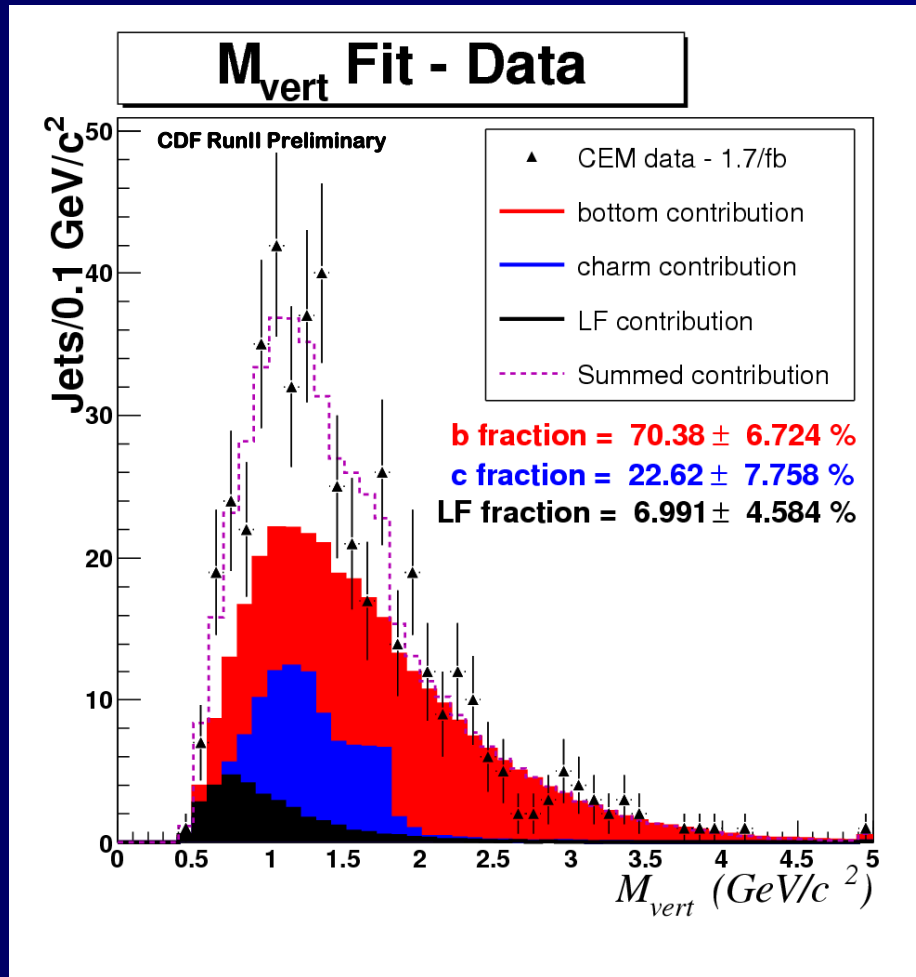 M_vert Fit - Data
CDF RunII Preliminary
Jets/0.1 GeV/c²
50
40
30
20
10
0
CEM data - 1.7/fb
bottom contribution
charm contribution
LF contribution
Summed contribution
b fraction = 70.38 ± 6.724 %
c fraction = 22.62 ± 7.758 %
LF fraction = 6.991 ± 4.584 %
0 0.5 1 1.5 2 2.5 3 3.5 4 4.5 5
M_vert (GeV/c ²)